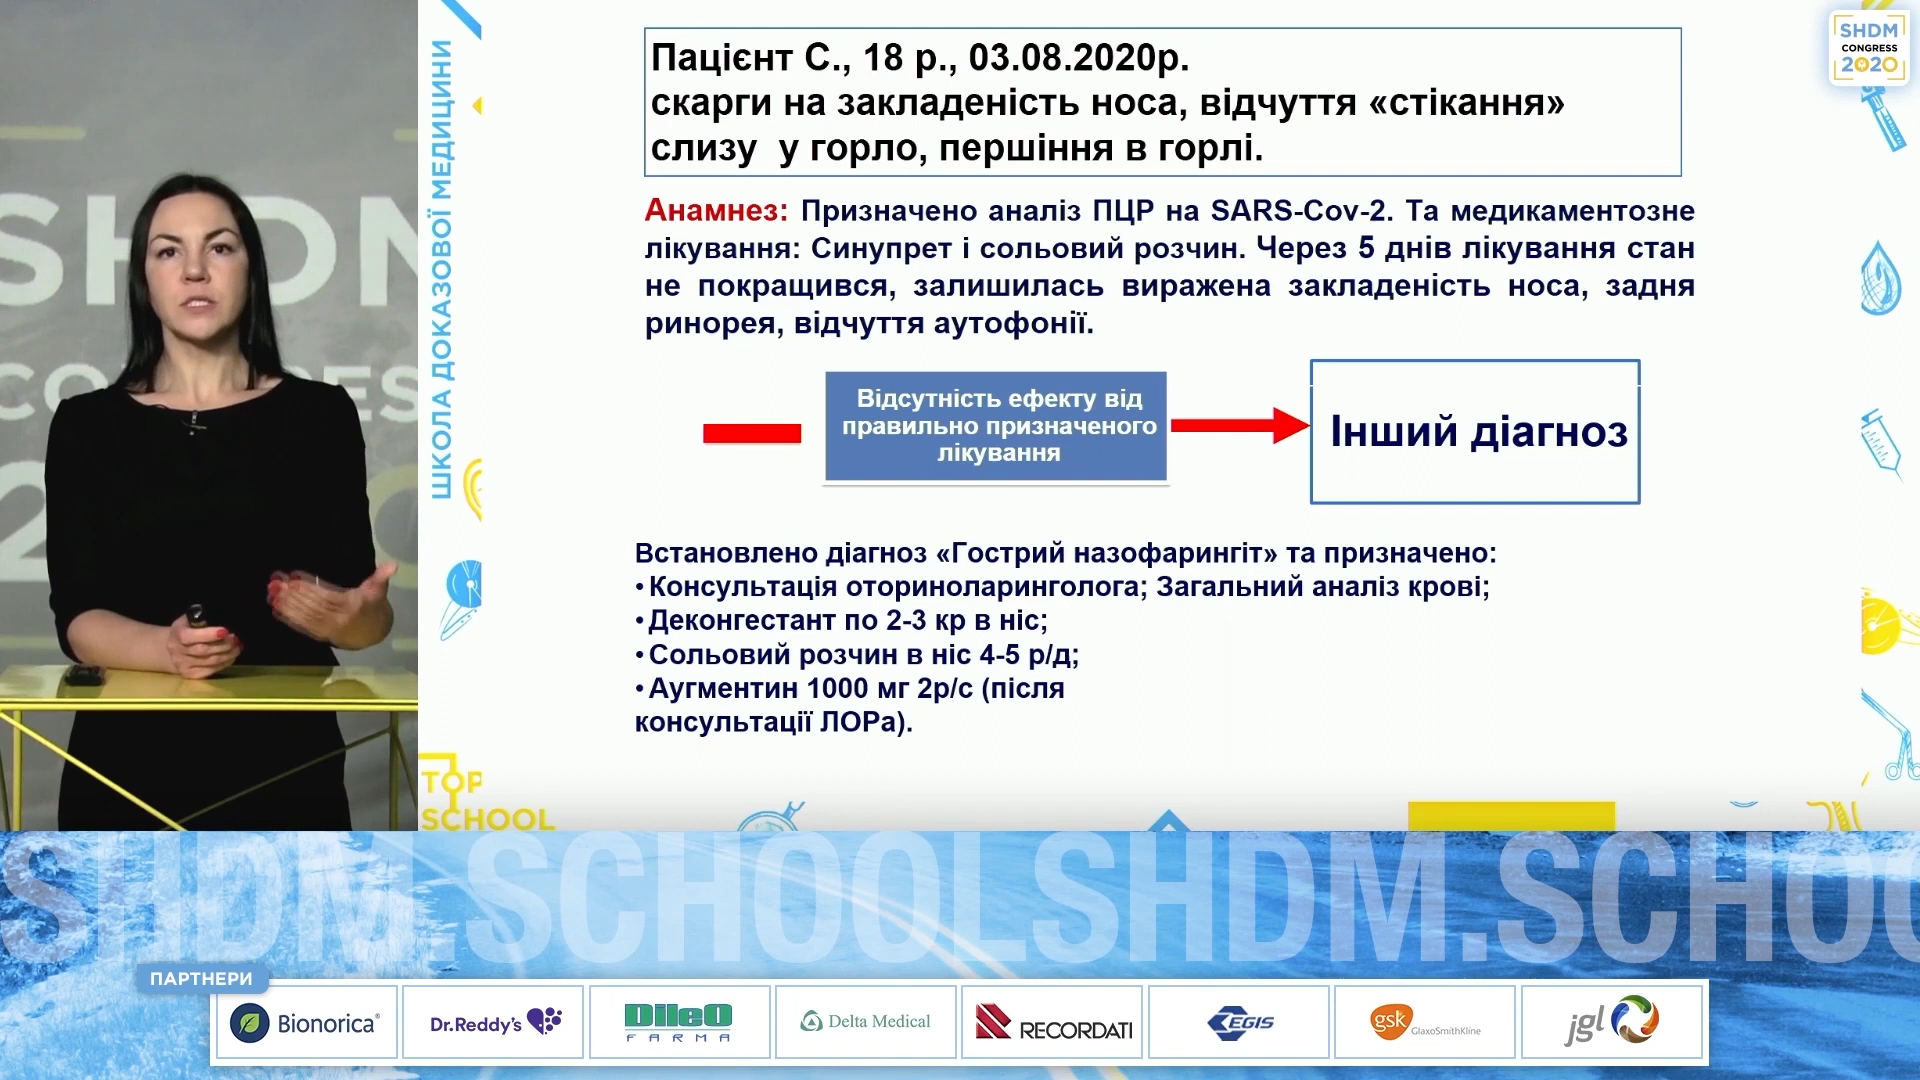 SHDM
CONGRESS
2020
ШКОЛА ДОКАЗОВОЇ МЕДИЦИНИ
Пацієнт С., 18 р., 03.08.2020р.
скарги на закладеність носа, відчуття «стікання»
слизу у горло, першіння в горлі.
Анамнез: Призначено аналіз ПЦР на SARS-Cov-2. Та медикаментозне
лікування: Синупрет і сольовий розчин. Через 5 днів лікування стан
не покращився, залишилась виражена закладеність носа, задня
ринорея, відчуття аутофонії.
Відсутність ефекту від
правильно призначеного
лікування
Інший діагноз
Встановлено діагноз «Гострий назофарингіт» та призначено:
• Консультація оториноларинголога; Загальний аналіз крові;
• Деконгестант по 2-3 кр в ніс;
• Сольовий розчин в ніс 4-5 р/д;
• Аугментин 1000 мг 2р/с (після
консультації ЛОРа).
TOP
SCHOOL
SHDM.SCHOOLSHDM.SCHOO
ПАРТНЕРИ
Bionorica®
Dr.Reddy's
DileO
FARMA
Delta Medical
RECORDATI
EGIS
gsk
GlaxoSmithKline
jgl